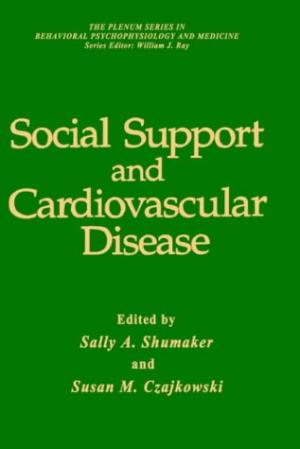 THE PLENUM SERIES IN
BEHAVIORAL PSYCHOPHYSIOLOGY AND MEDICINE
Series Editor: William J. Ray
Social Support
and
Cardiovascular
Disease
Edited by
Sally A. Shumaker
and
Susan M. Czajkowski